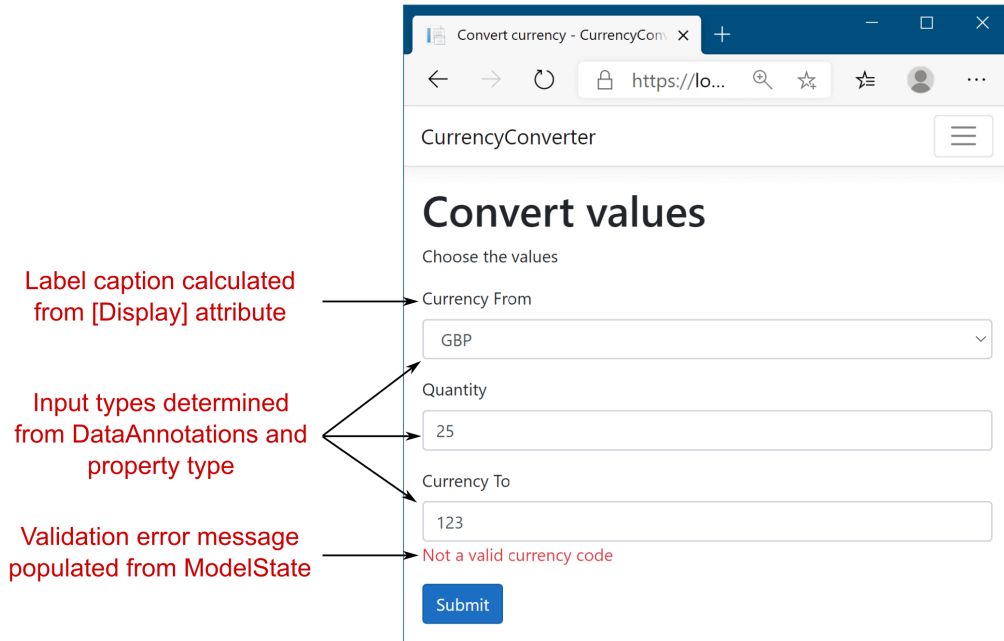 Convert currency - CurrencyCon
https://lo...
CurrencyConverter
Convert values
Choose the values
Label caption calculated
from [Display] attribute
Currency From
GBP
Input types determined
from DataAnnotations and
property type
Quantity
25
Currency To
123
Validation error message
populated from ModelState
Not a valid currency code
Submit